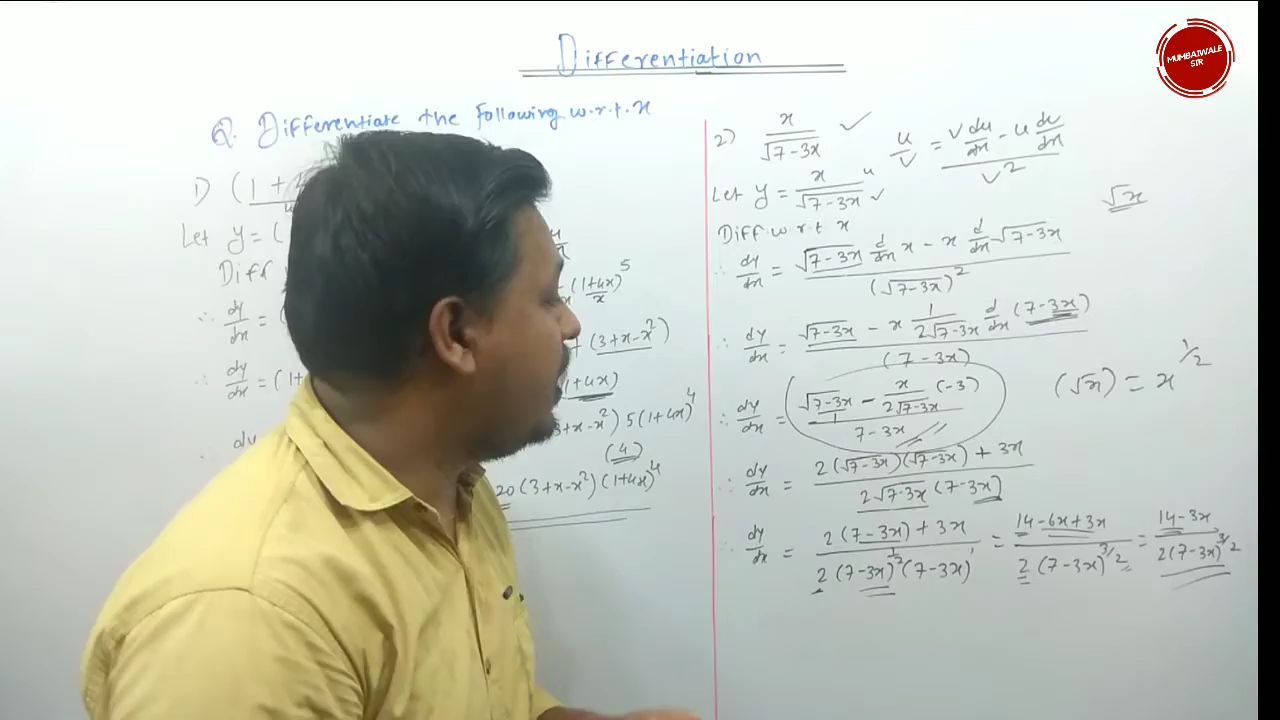 Differentiation
MUMBAIWALE
SIR
Q. Differentiate the following w.r.t. x
1) (1+
Let y = (
Diff
(1+4x)^5
∴ dy/dx =
+ (3+x-x^2)
∴ dy/dx = (1+
(1+4x)
3+x-x^2) 5(1+4x)^4
(4)
20(3+x-x^2)(1+4x)^4
2) x/√(7-3x) ✓ u/v = (v du/dx - u dv/dx)/v^2
Let y = x/√(7-3x) u ✓
√x
Diff w.r.t x
∴ dy/dx = (√(7-3x) d/dx x - x d/dx √(7-3x))/(√(7-3x))^2
∴ dy/dx = (√(7-3x) - x 1/(2√(7-3x)) d/dx (7-3x))/(7-3x)
∴ dy/dx = (√(7-3x)/1 - x/(2√(7-3x)) (-3))/(7-3x) (√x) = x^1/2
∴ dy/dx = (2(√(7-3x))(√(7-3x)) + 3x)/(2√(7-3x) (7-3x))
∴ dy/dx = (2(7-3x)+3x)/(2(7-3x)^1/2 (7-3x)^1) = (14-6x+3x)/(2(7-3x)^3/2) = (14-3x)/(2(7-3x)^3/2)